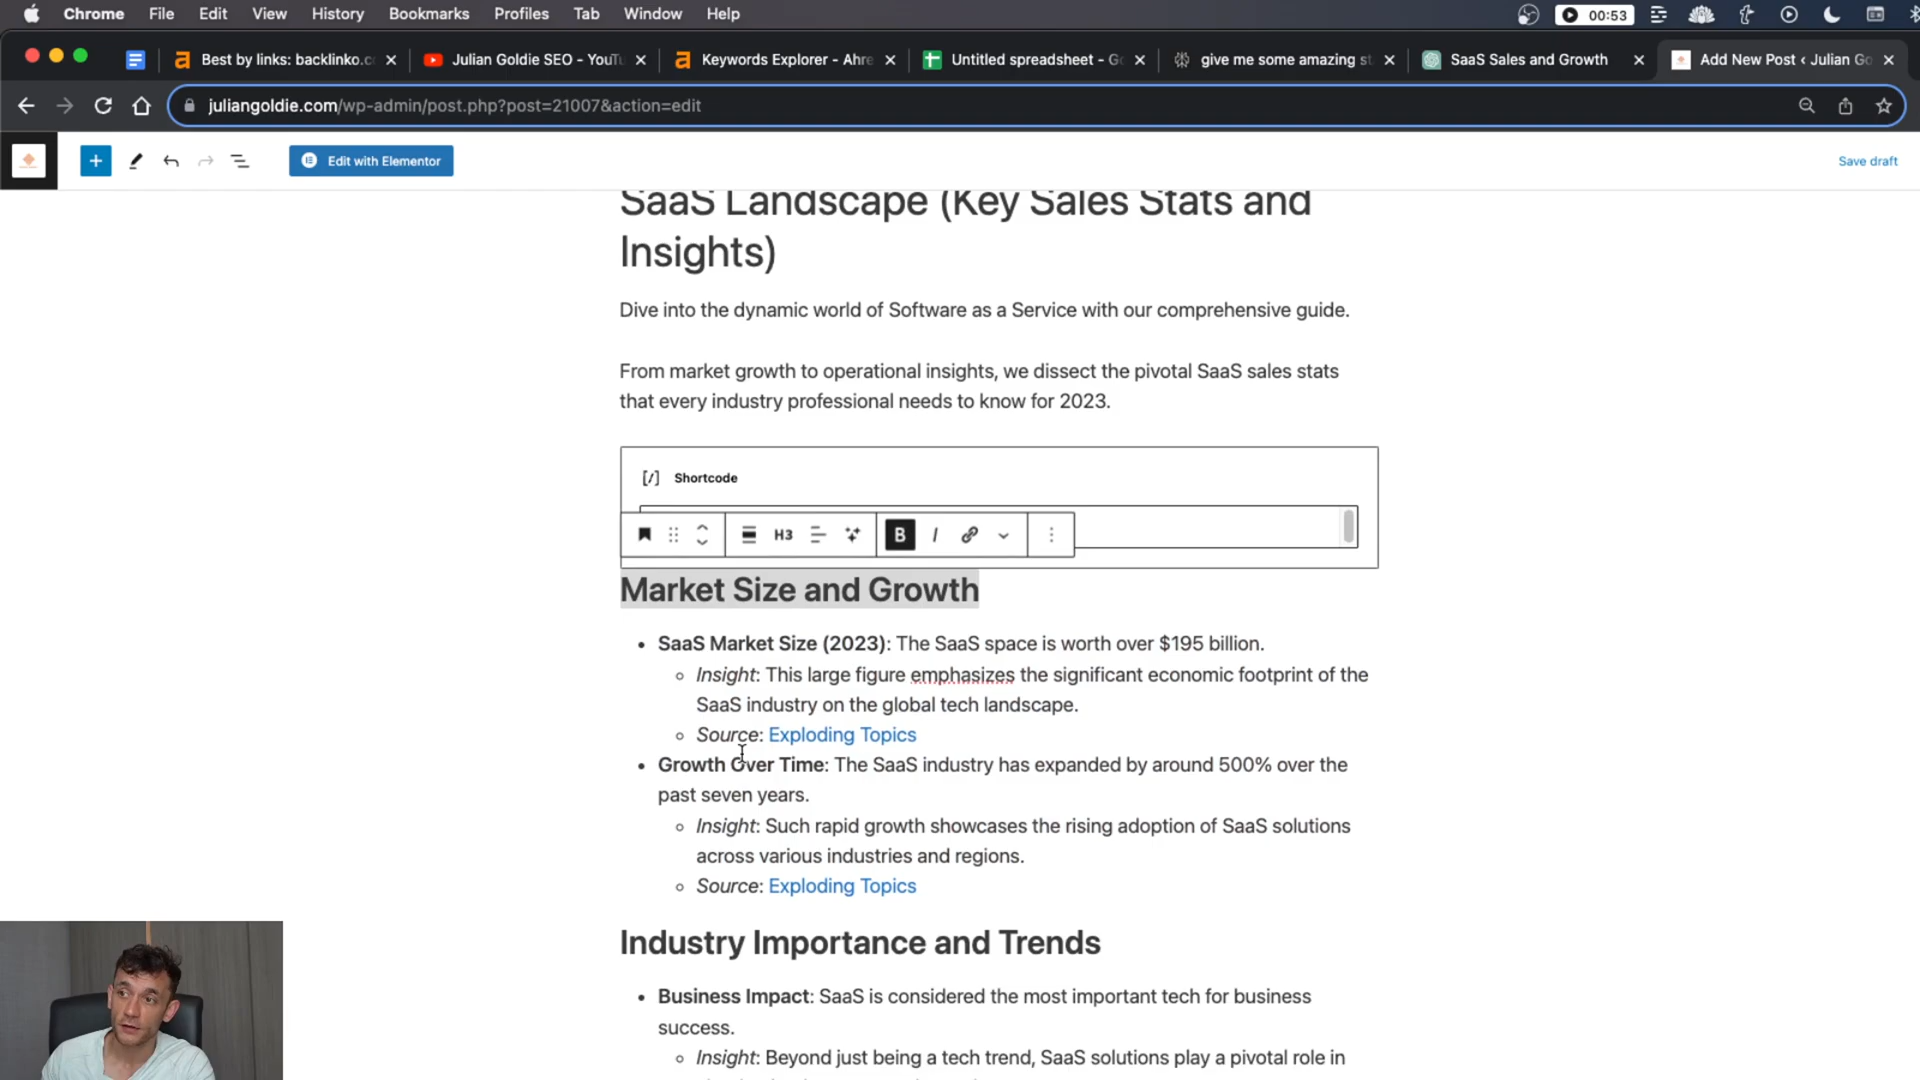 Chrome File Edit View History Bookmarks Profiles Tab Window Help 00:53
Best by links: backlinko.c Julian Goldie SEO - YouTu Keywords Explorer - Ahre Untitled spreadsheet - Go give me some amazing st SaaS Sales and Growth Add New Post ‹ Julian Go
juliangoldie.com/wp-admin/post.php?post=21007&action=edit
Edit with Elementor Save draft
SaaS Landscape (Key Sales Stats and
Insights)
Dive into the dynamic world of Software as a Service with our comprehensive guide.
From market growth to operational insights, we dissect the pivotal SaaS sales stats
that every industry professional needs to know for 2023.
[/] Shortcode
H3 B I
Market Size and Growth
SaaS Market Size (2023): The SaaS space is worth over $195 billion.
Insight: This large figure emphasizes the significant economic footprint of the
SaaS industry on the global tech landscape.
Source: Exploding Topics
Growth Over Time: The SaaS industry has expanded by around 500% over the
past seven years.
Insight: Such rapid growth showcases the rising adoption of SaaS solutions
across various industries and regions.
Source: Exploding Topics
Industry Importance and Trends
Business Impact: SaaS is considered the most important tech for business
success.
Insight: Beyond just being a tech trend, SaaS solutions play a pivotal role in